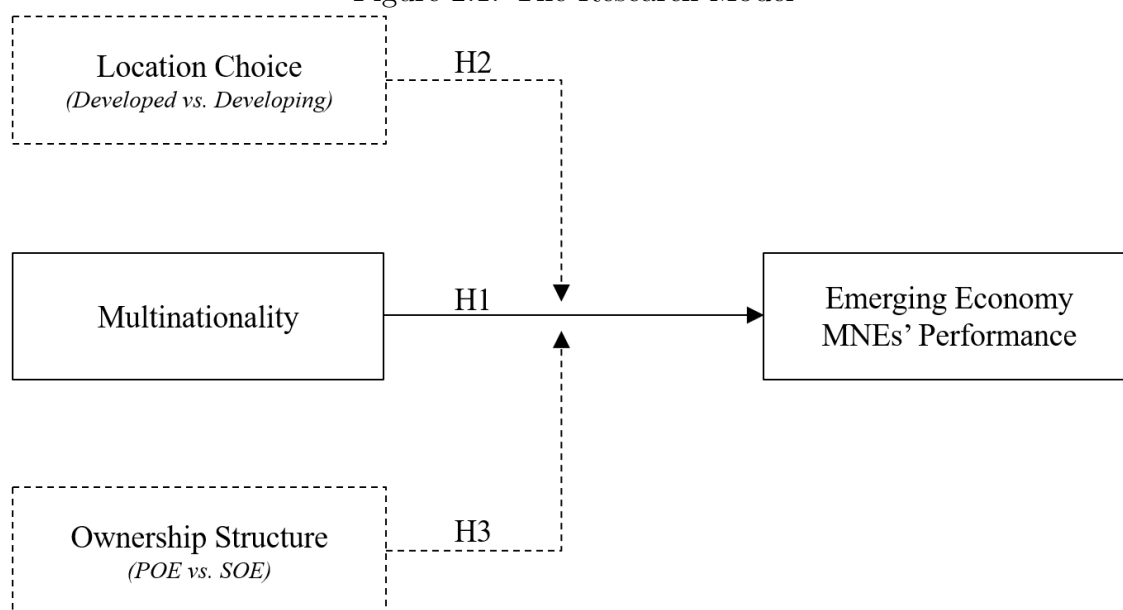 Location Choice
(Developed vs. Developing)
H2
Multinationality
H1
Emerging Economy
MNEs’ Performance
Ownership Structure
(POE vs. SOE)
H3